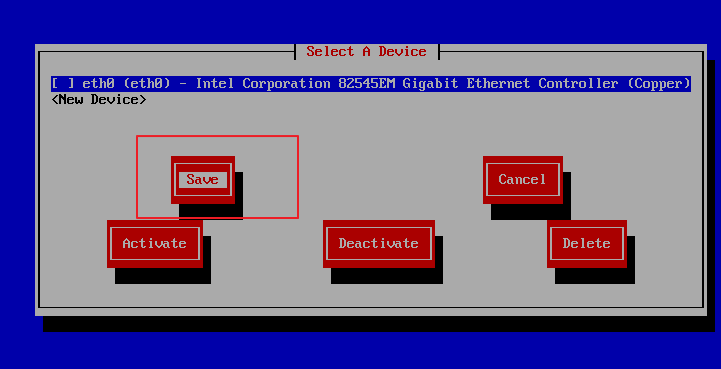 Select A Device
[ ] eth0 (eth0) - Intel Corporation 82545EM Gigabit Ethernet Controller (Copper)
<New Device>
Save
Cancel
Activate
Deactivate
Delete